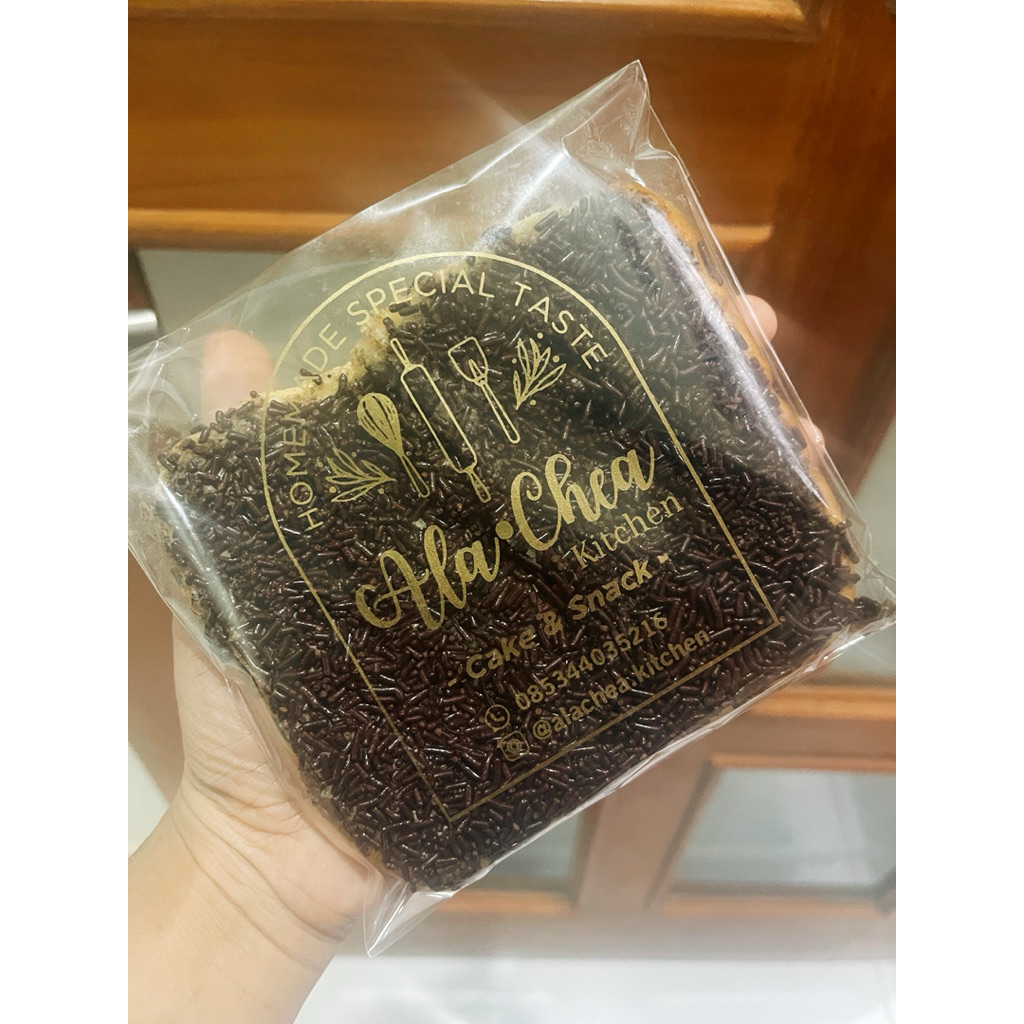 HOMEMADE SPECIAL TASTE
Ala•Chea
Kitchen
- Cake & Snack -
085344035216
@alachea.kitchen